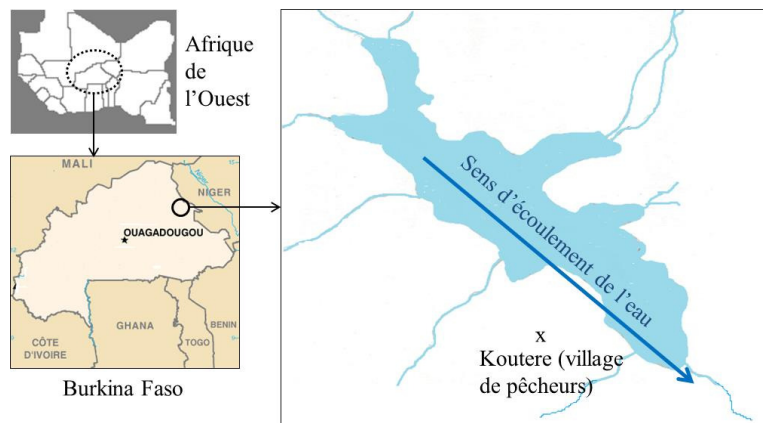 Afrique
de
l'Ouest
MALI
Niger
NIGER
OUAGADOUGOU
CÔTE
D'IVOIRE
GHANA
TOGO
BENIN
Burkina Faso
Sens d'écoulement de l'eau
x
Koutere (village
de pêcheurs)